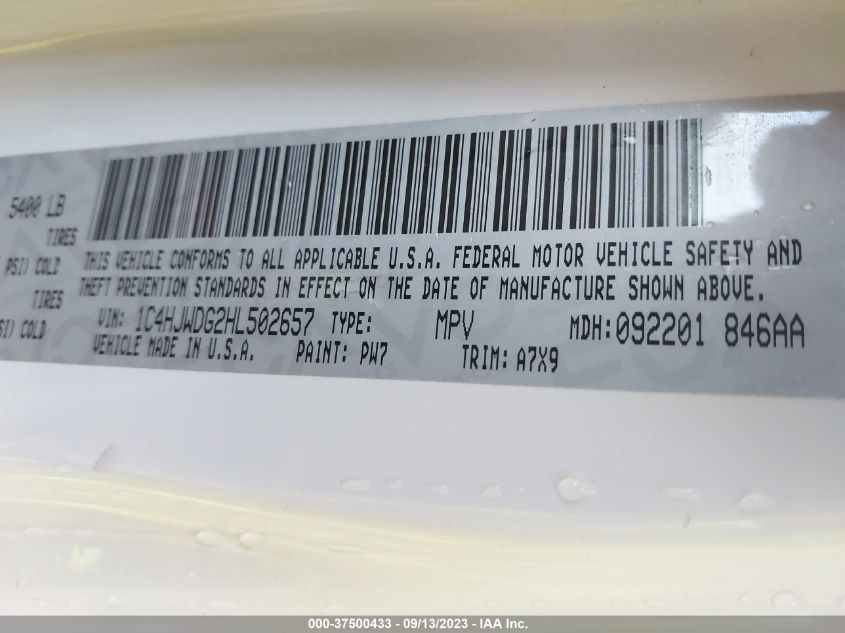 5400 LB
TIRES
PSI) COLD
TIRES
SI) COLD
THIS VEHICLE CONFORMS TO ALL APPLICABLE U.S.A. FEDERAL MOTOR VEHICLE SAFETY AND
THEFT PREVENTION STANDARDS IN EFFECT ON THE DATE OF MANUFACTURE SHOWN ABOVE.
VIN: 1C4HJWDG2HL502657 TYPE: MPV MDH: 092201 846AA
VEHICLE MADE IN U.S.A. PAINT: PW7 TRIM: A7X9
000-37500433 - 09/13/2023 - IAA Inc.